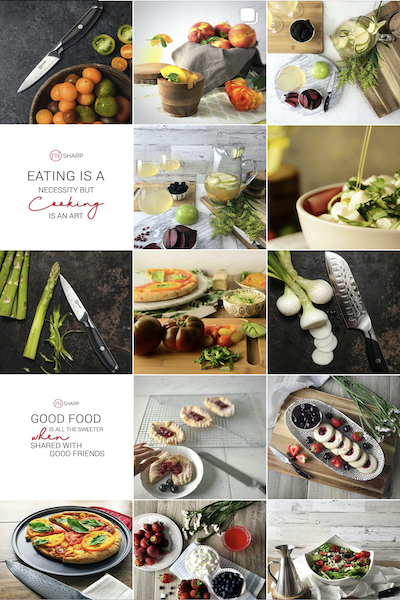 FN SHARP
EATING IS A
NECESSITY BUT
Cooking
IS AN ART
FN SHARP
GOOD FOOD
IS ALL THE SWEETER
when
SHARED WITH
GOOD FRIENDS